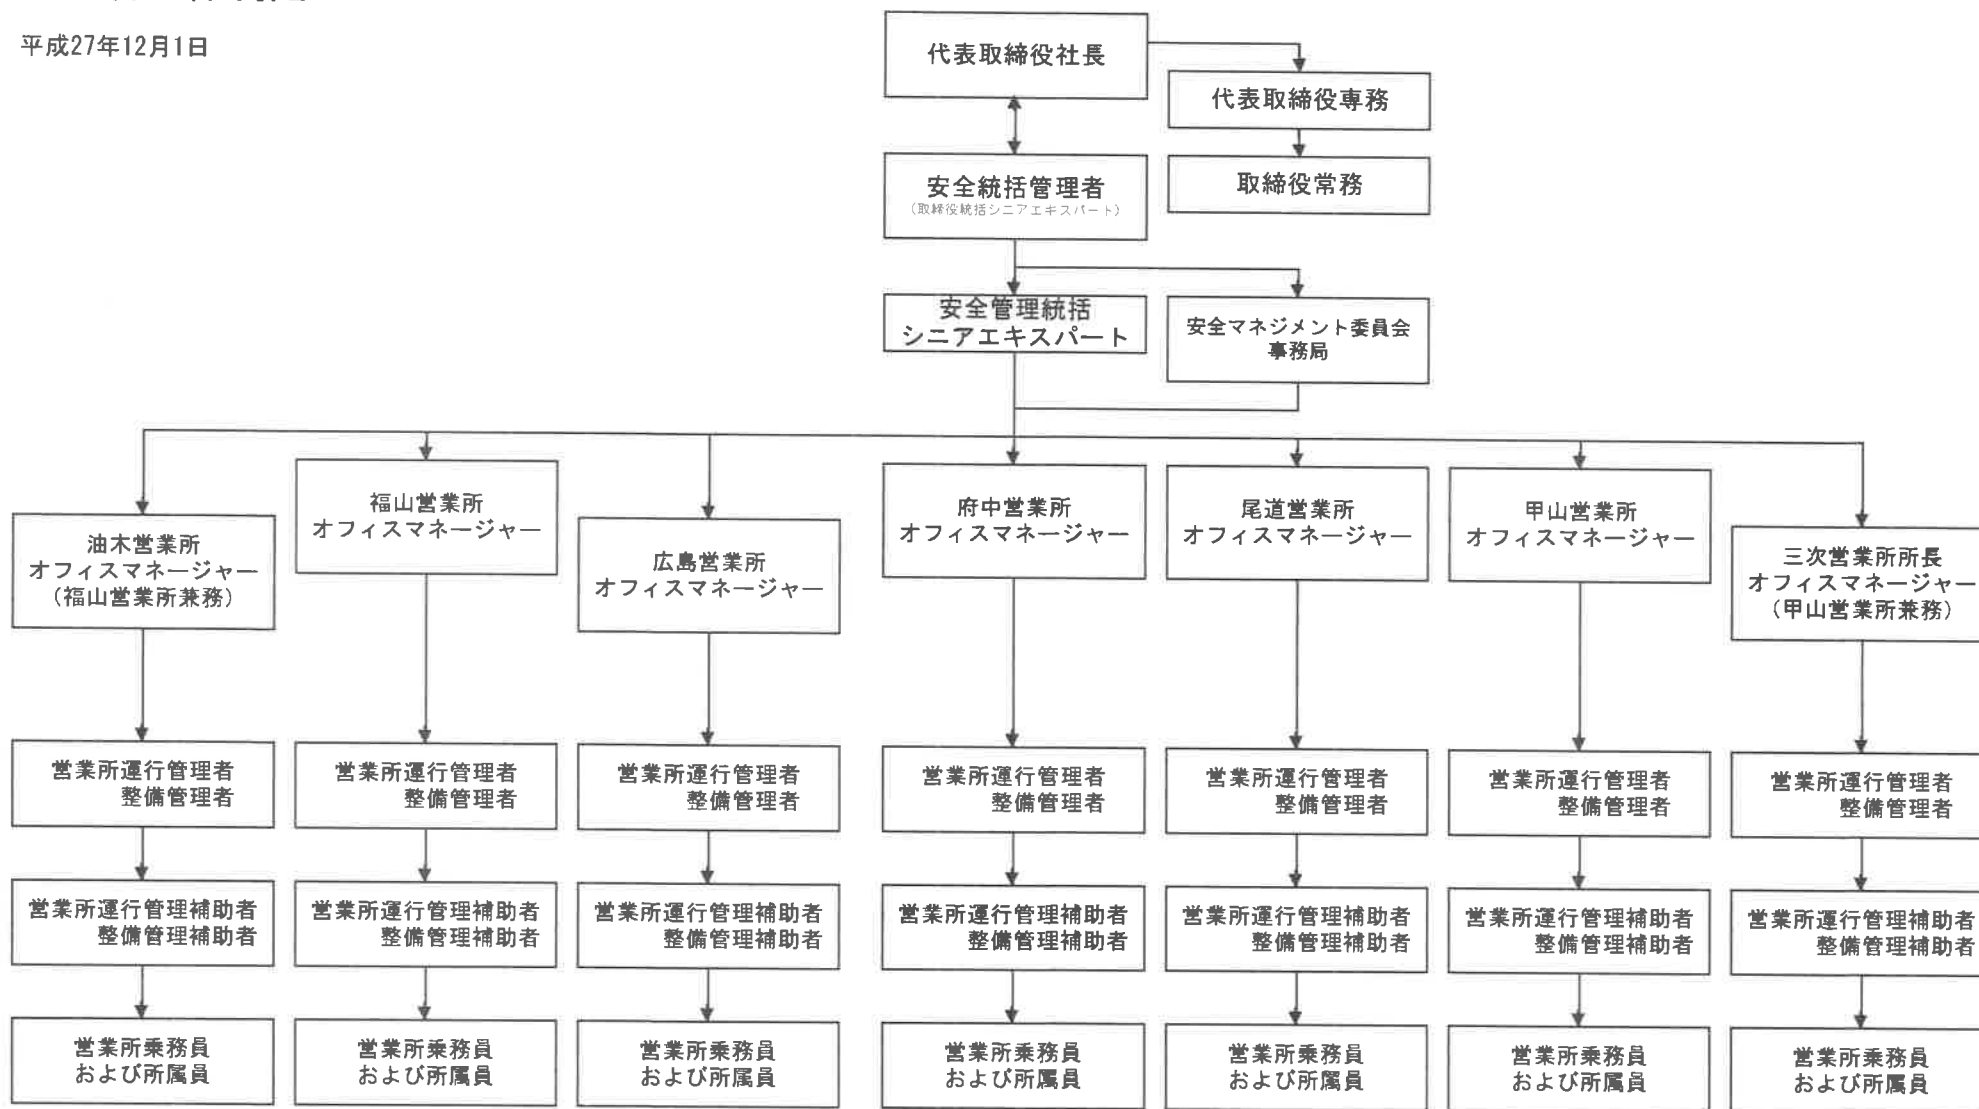 平成27年12月1日
代表取締役社長
代表取締役専務
取締役常務
安全統括管理者
(取締役統括シニアエキスパート)
安全管理統括
シニアエキスパート
安全マネジメント委員会
事務局
油木営業所
オフィスマネージャー
(福山営業所兼務)
福山営業所
オフィスマネージャー
広島営業所
オフィスマネージャー
府中営業所
オフィスマネージャー
尾道営業所
オフィスマネージャー
甲山営業所
オフィスマネージャー
三次営業所所長
オフィスマネージャー
(甲山営業所兼務)
営業所運行管理者
整備管理者
営業所運行管理者
整備管理者
営業所運行管理者
整備管理者
営業所運行管理者
整備管理者
営業所運行管理者
整備管理者
営業所運行管理者
整備管理者
営業所運行管理者
整備管理者
営業所運行管理補助者
整備管理補助者
営業所運行管理補助者
整備管理補助者
営業所運行管理補助者
整備管理補助者
営業所運行管理補助者
整備管理補助者
営業所運行管理補助者
整備管理補助者
営業所運行管理補助者
整備管理補助者
営業所運行管理補助者
整備管理補助者
営業所乗務員
および所属員
営業所乗務員
および所属員
営業所乗務員
および所属員
営業所乗務員
および所属員
営業所乗務員
および所属員
営業所乗務員
および所属員
営業所乗務員
および所属員